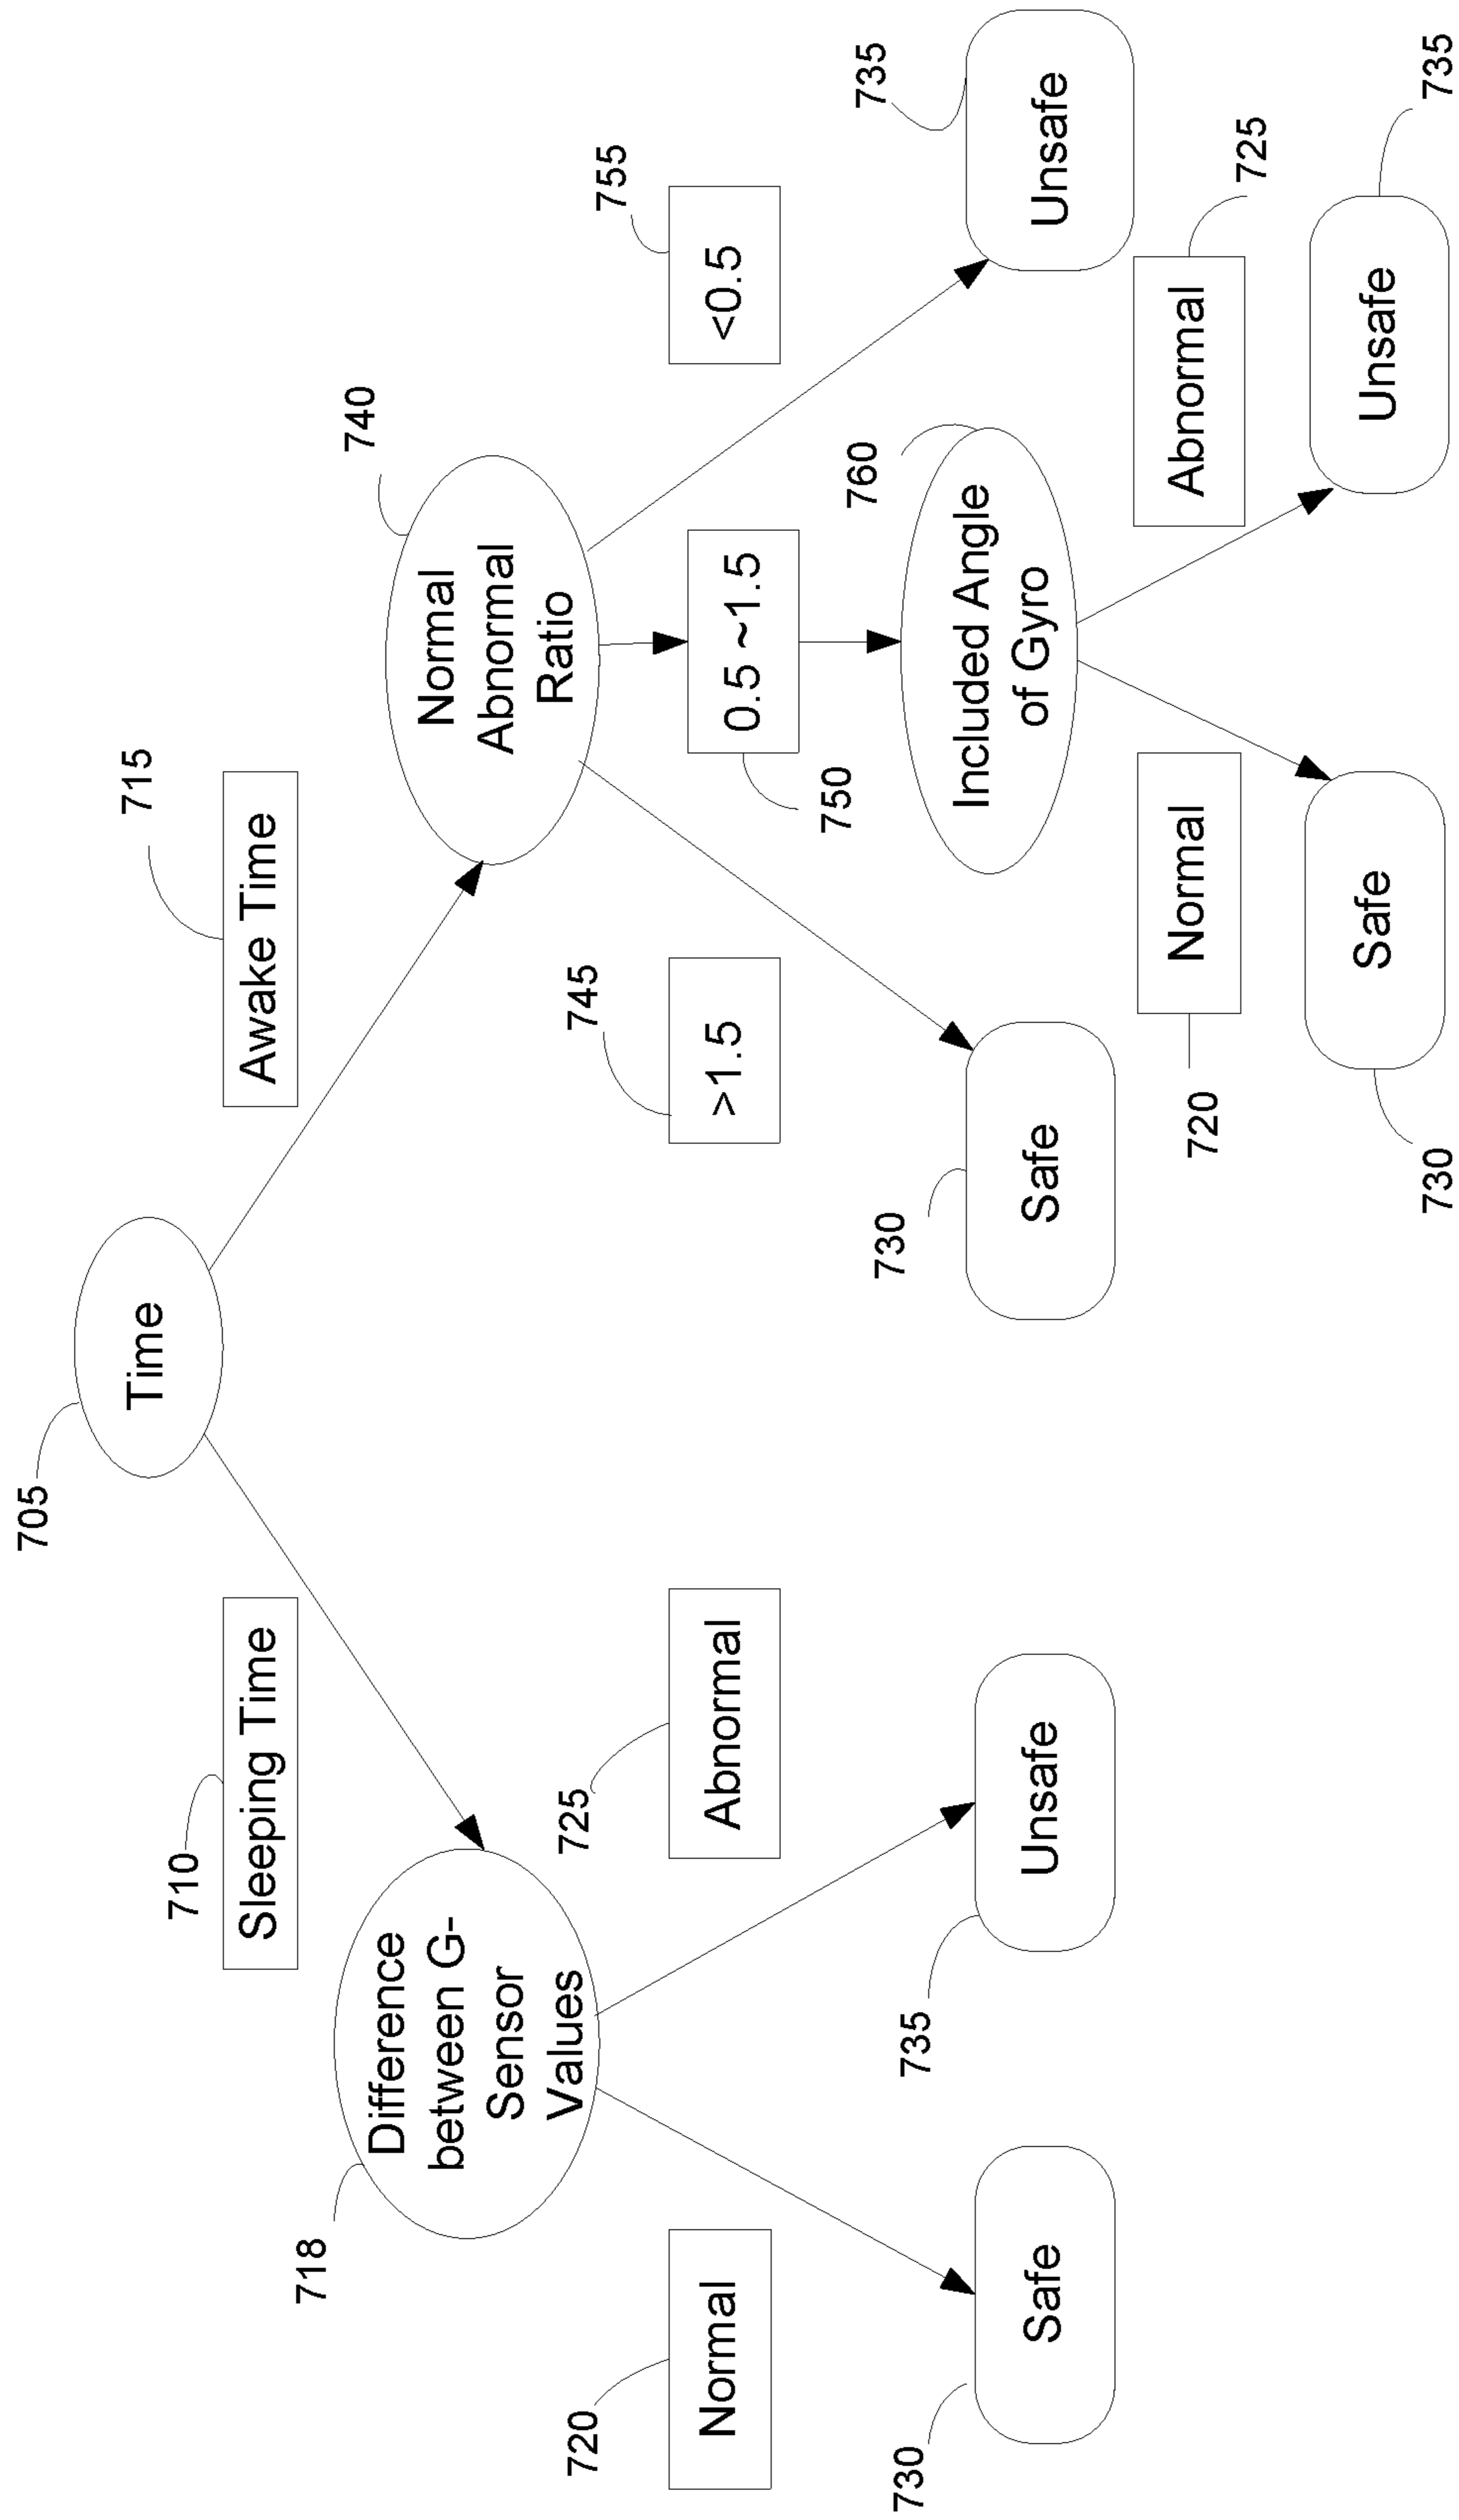 705
Time
710
Sleeping Time
715
Awake Time
718
Difference
between G-
Sensor
Values
740
Normal
Abnormal
Ratio
720
Normal
725
Abnormal
745
>1.5
0.5 ~1.5
750
755
<0.5
730
Safe
735
Unsafe
730
Safe
760
Included Angle
of Gyro
735
Unsafe
720
Normal
Abnormal
725
730
Safe
Unsafe
735